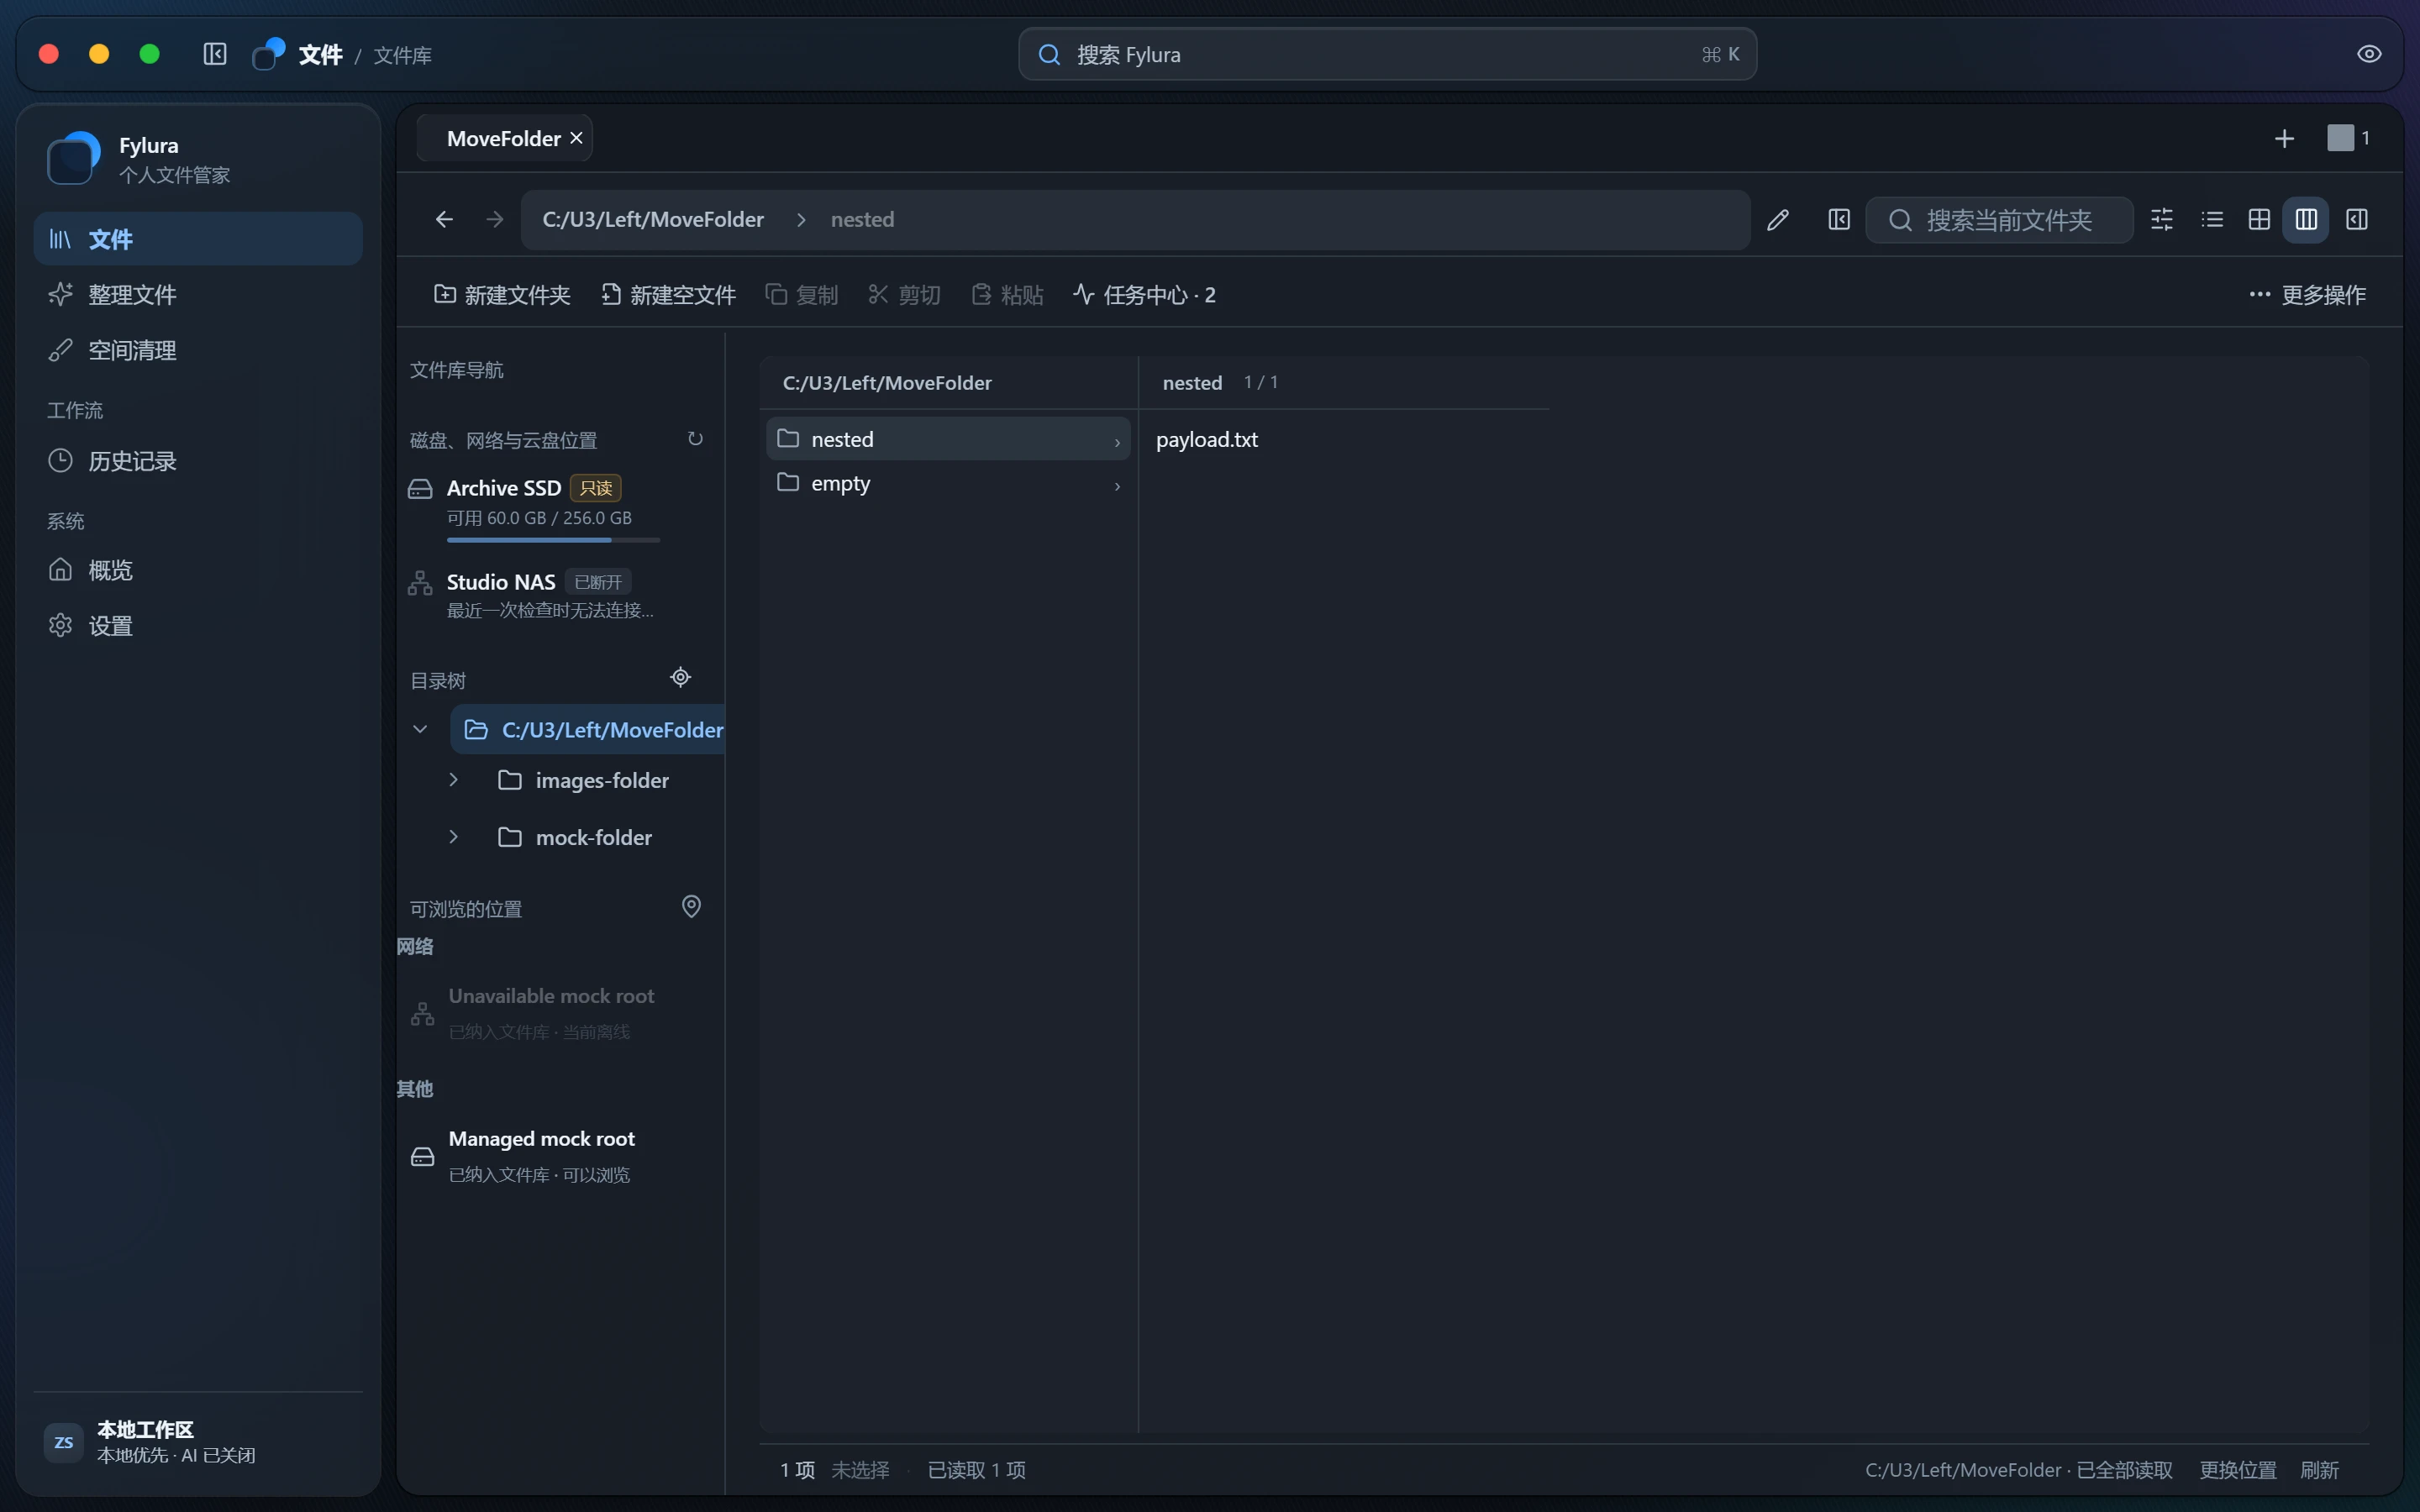 文件 / 文件库
搜索 Fylura
⌘ K
Fylura
个人文件管家
文件
整理文件
空间清理
工作流
历史记录
系统
概览
设置
ZS
本地工作区
本地优先 · AI 已关闭
MoveFolder
1
C:/U3/Left/MoveFolder
nested
搜索当前文件夹
新建文件夹
新建空文件
复制
剪切
粘贴
任务中心 · 2
更多操作
文件库导航
磁盘、网络与云盘位置
Archive SSD 只读
可用 60.0 GB / 256.0 GB
Studio NAS 已断开
最近一次检查时无法连接...
目录树
C:/U3/Left/MoveFolder
images-folder
mock-folder
可浏览的位置
网络
Unavailable mock root
已纳入文件库 · 当前离线
其他
Managed mock root
已纳入文件库 · 可以浏览
C:/U3/Left/MoveFolder
nested
empty
nested 1 / 1
payload.txt
1 项 未选择 · 已读取 1 项
C:/U3/Left/MoveFolder · 已全部读取 更换位置 刷新